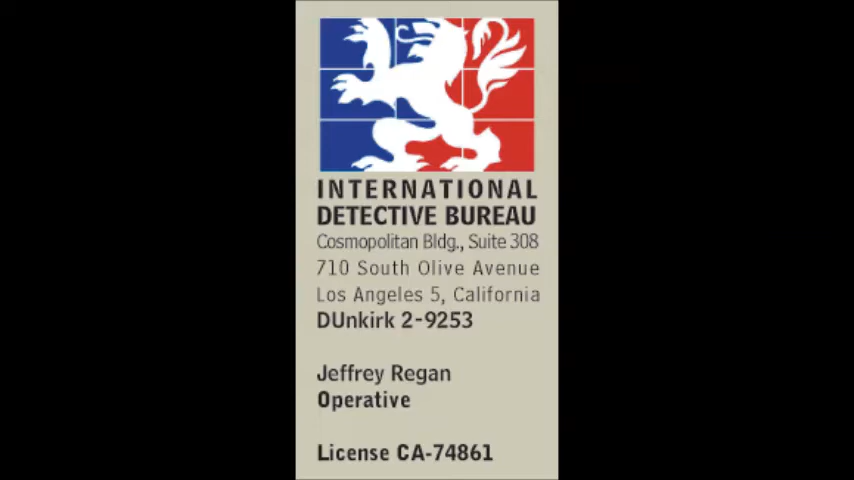 INTERNATIONAL
DETECTIVE BUREAU
Cosmopolitan Bldg., Suite 308
710 South Olive Avenue
Los Angeles 5, California
DUnkirk 2-9253
Jeffrey Regan
Operative
License CA-74861